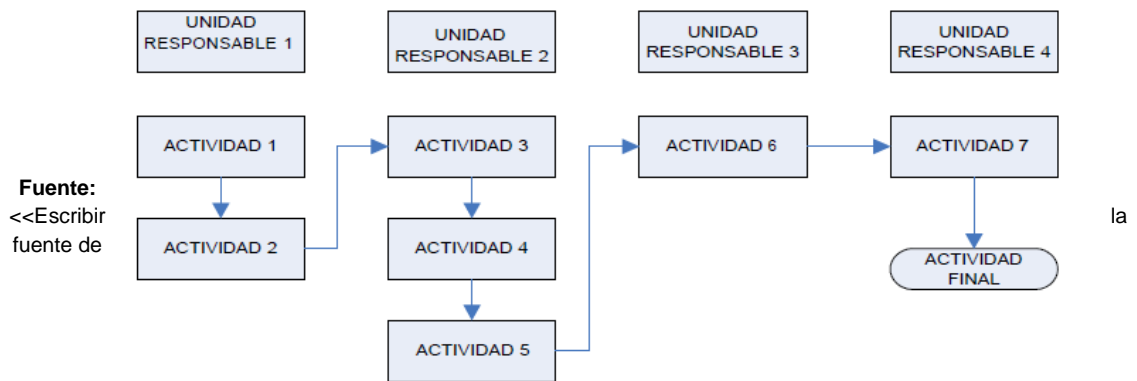 UNIDAD
RESPONSABLE 1
UNIDAD
RESPONSABLE 2
UNIDAD
RESPONSABLE 3
UNIDAD
RESPONSABLE 4
ACTIVIDAD 1
ACTIVIDAD 3
ACTIVIDAD 6
ACTIVIDAD 7
Fuente:
<<Escribir la
fuente de
ACTIVIDAD 2
ACTIVIDAD 4
ACTIVIDAD
FINAL
ACTIVIDAD 5